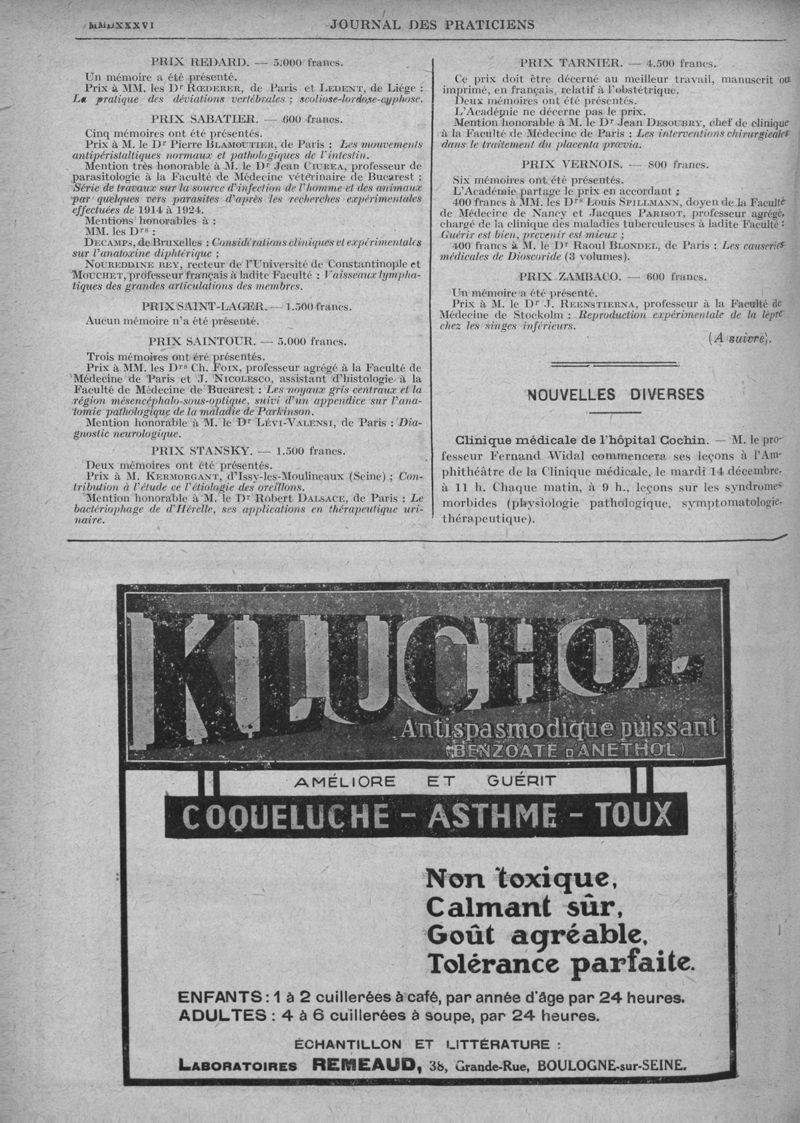 JOURNAL DES PRATICIENS
PRIX REDARD. — 5.000 francs.
Un mémoire a été présenté.
Prix à MM. les Dr RŒDERER, de Paris et LEDENT, de Liége :
La pratique des déviations vertébrales ; scoliose-lordose-cyphose.
PRIX SABATIER. — 600 francs.
Cinq mémoires ont été présentés.
Prix à M. le Dr Pierre BLAMOUTIER, de Paris : Les mouvements
antipéristaltiques normaux et pathologiques de l'intestin.
Mention très honorable à M. le Dr Jean CIUREA, professeur de
parasitologie à la Faculté de Médecine vétérinaire de Bucarest :
Série de travaux sur la source d'infection de l'homme et des animaux
par quelques vers parasites d'après les recherches expérimentales
effectuées de 1914 à 1924.
Mentions honorables à :
MM. les Drs :
DECAMPS, de Bruxelles : Considérations cliniques et expérimentales
sur l'anatoxine diphtérique ;
NOUREDDINE BEY, recteur de l'Université de Constantinople et
MOUCHET, professeur français à ladite Faculté : Vaisseaux lympha-
tiques des grandes articulations des membres.
PRIX SAINT-LAGER. — 1.500 francs.
Aucun mémoire n'a été présenté.
PRIX SAINTOUR. — 5.000 francs.
Trois mémoires ont été présentés.
Prix à MM. les Drs Ch. FOIX, professeur agrégé à la Faculté de
Médecine de Paris et J. NICOLESCO, assistant d'histologie à la
Faculté de Médecine de Bucarest : Les noyaux gris centraux et la
région mésencéphalo-sous-optique, suivi d'un appendice sur l'ana-
tomie pathologique de la maladie de Parkinson.
Mention honorable à M. le Dr LÉVI-VALENSI, de Paris : Dia-
gnostic neurologique.
PRIX STANSKY. — 1.500 francs.
Deux mémoires ont été présentés.
Prix à M. KERMORGANT, d'Issy-les-Moulineaux (Seine) ; Con-
tribution à l'étude ce l'étiologie des oreillons.
Mention honorable à M. le Dr Robert DALSACE, de Paris : Le
bactériophage de d'Hérelle, ses applications en thérapeutique uri-
naire.
PRIX TARNIER. — 4.500 francs.
Ce prix doit être décerné au meilleur travail, manuscrit ou
imprimé, en français, relatif à l'obstétrique.
Deux mémoires ont été présentés.
L'Académie ne décerne pas le prix.
Mention honorable à M. le Dr Jean DESOUBRY, chef de clinique
à la Faculté de Médecine de Paris : Les interventions chirurgicales
dans le traitement du placenta prævia.
PRIX VERNOIS. — 800 francs.
Six mémoires ont été présentés.
L'Académie partage le prix en accordant ;
400 francs à MM. les Drs Louis SPILLMANN, doyen de la Faculté
de Médecine de Nancy et Jacques PARISOT, professeur agrégé,
chargé de la clinique des maladies tuberculeuses à ladite Faculté :
Guérir est bien, prévenir est mieux ;
400 francs à M. le Dr Raoul BLONDEL, de Paris : Les causeries
médicales de Dioscoride (3 volumes).
PRIX ZAMBACO. — 600 francs.
Un mémoire a été présenté.
Prix à M. le Dr J. REENSTIERNA, professeur à la Faculté de
Médecine de Stockolm : Reproduction expérimentale de la lèpre
chez les singes inférieurs.
(A suivre).
NOUVELLES DIVERSES
Clinique médicale de l'hôpital Cochin. — M. le pro-
fesseur Fernand Widal commencera ses leçons à l'Am-
phithéâtre de la Clinique médicale, le mardi 14 décembre,
à 11 h. Chaque matin, à 9 h., leçons sur les syndromes
morbides (physiologie pathologique, symptomatologie,
thérapeutique).
KLUCHOL
Antispasmodique puissant
(BENZOATE D'ANETHOL)
AMÉLIORE ET GUÉRIT
COQUELUCHE - ASTHME - TOUX
Non toxique,
Calmant sûr,
Goût agréable,
Tolérance parfaite.
ENFANTS : 1 à 2 cuillerées à café, par année d'âge par 24 heures.
ADULTES : 4 à 6 cuillerées à soupe, par 24 heures.
ÉCHANTILLON ET LITTÉRATURE :
LABORATOIRES REMEAUD, 38, Grande-Rue, BOULOGNE-sur-SEINE.